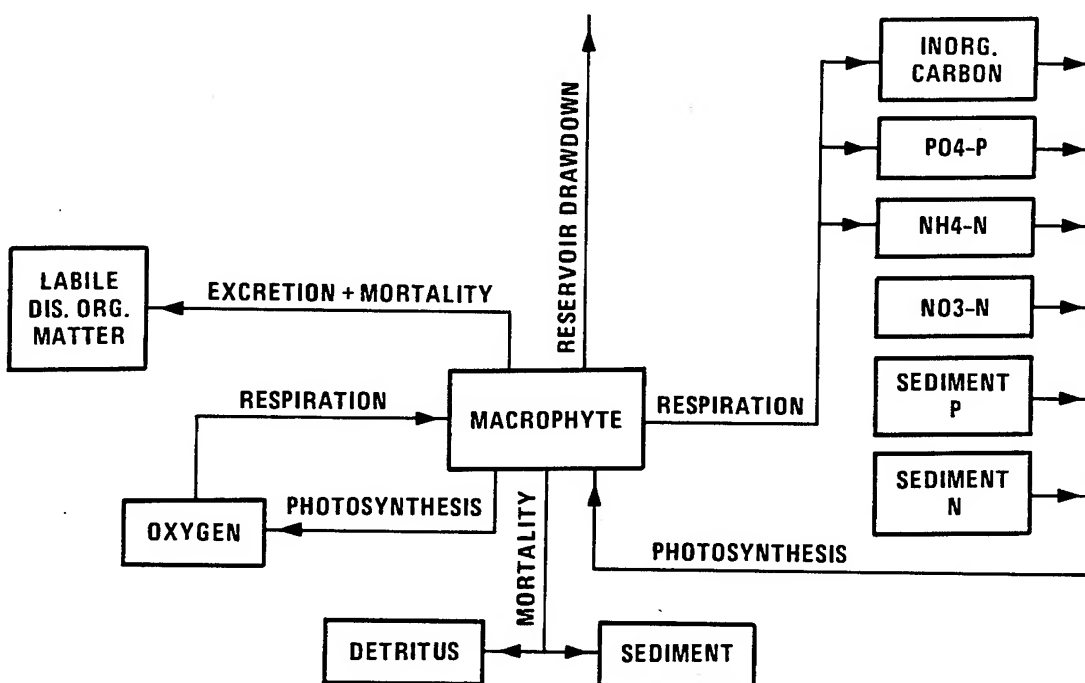 INORG.
CARBON
PO4-P
NH4-N
NO3-N
SEDIMENT
P
SEDIMENT
N
RESERVOIR DRAWDOWN
LABILE
DIS. ORG.
MATTER
EXCRETION + MORTALITY
RESPIRATION
MACROPHYTE
RESPIRATION
OXYGEN
PHOTOSYNTHESIS
MORTALITY
PHOTOSYNTHESIS
DETRITUS
SEDIMENT